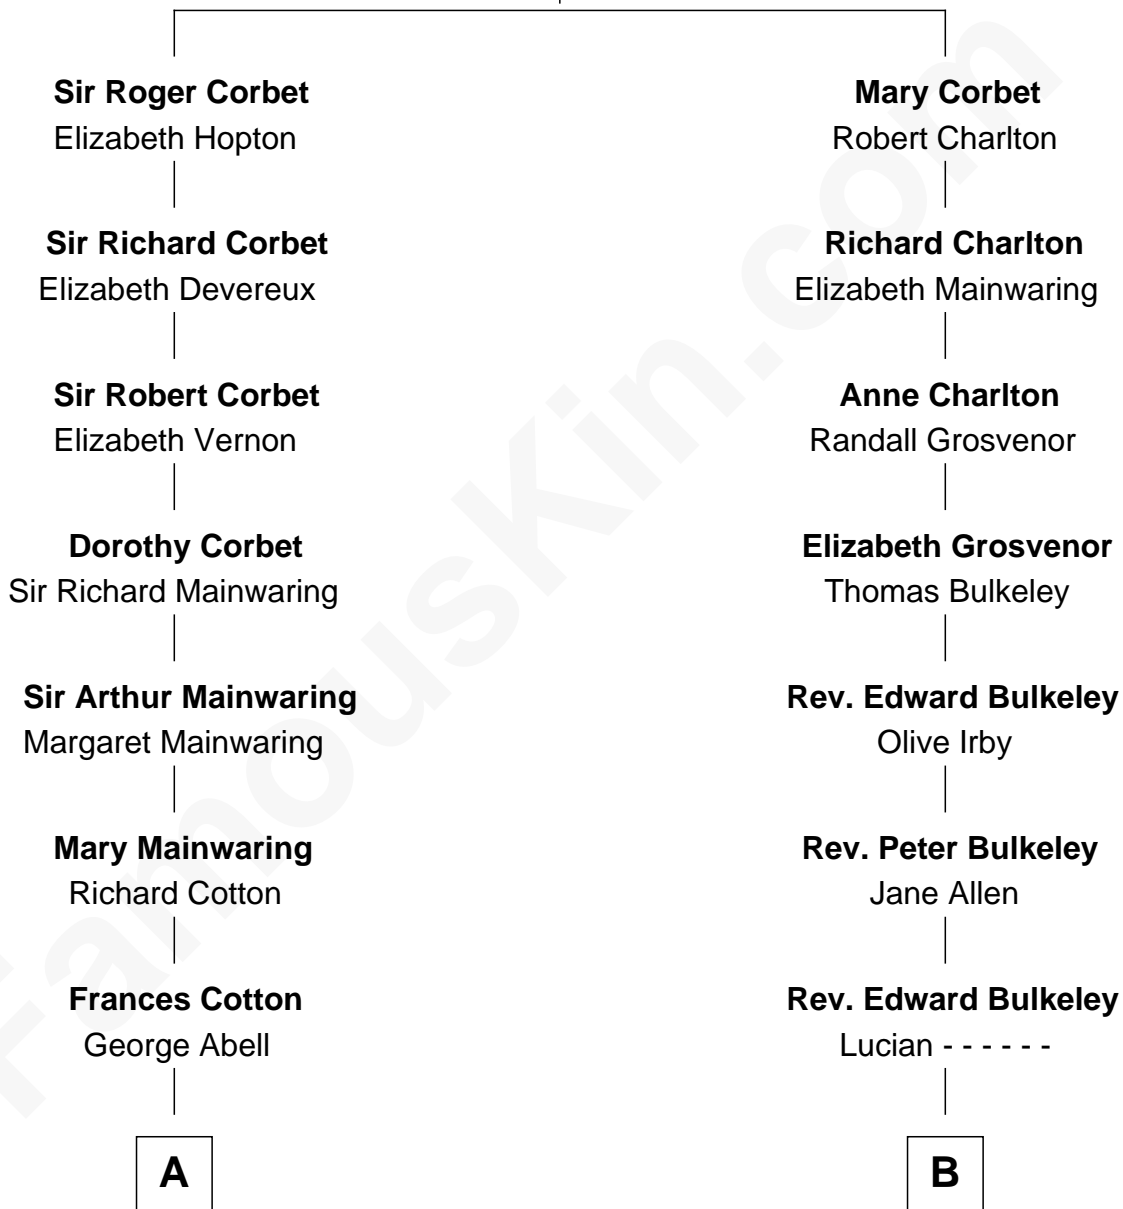 Sir Roger Corbet
Elizabeth Hopton
Sir Richard Corbet
Elizabeth Devereux
Sir Robert Corbet
Elizabeth Vernon
Dorothy Corbet
Sir Richard Mainwaring
Sir Arthur Mainwaring
Margaret Mainwaring
Mary Mainwaring
Richard Cotton
Frances Cotton
George Abell
A
Mary Corbet
Robert Charlton
Richard Charlton
Elizabeth Mainwaring
Anne Charlton
Randall Grosvenor
Elizabeth Grosvenor
Thomas Bulkeley
Rev. Edward Bulkeley
Olive Irby
Rev. Peter Bulkeley
Jane Allen
Rev. Edward Bulkeley
Lucian - - - - - -
B
FamousKin.com